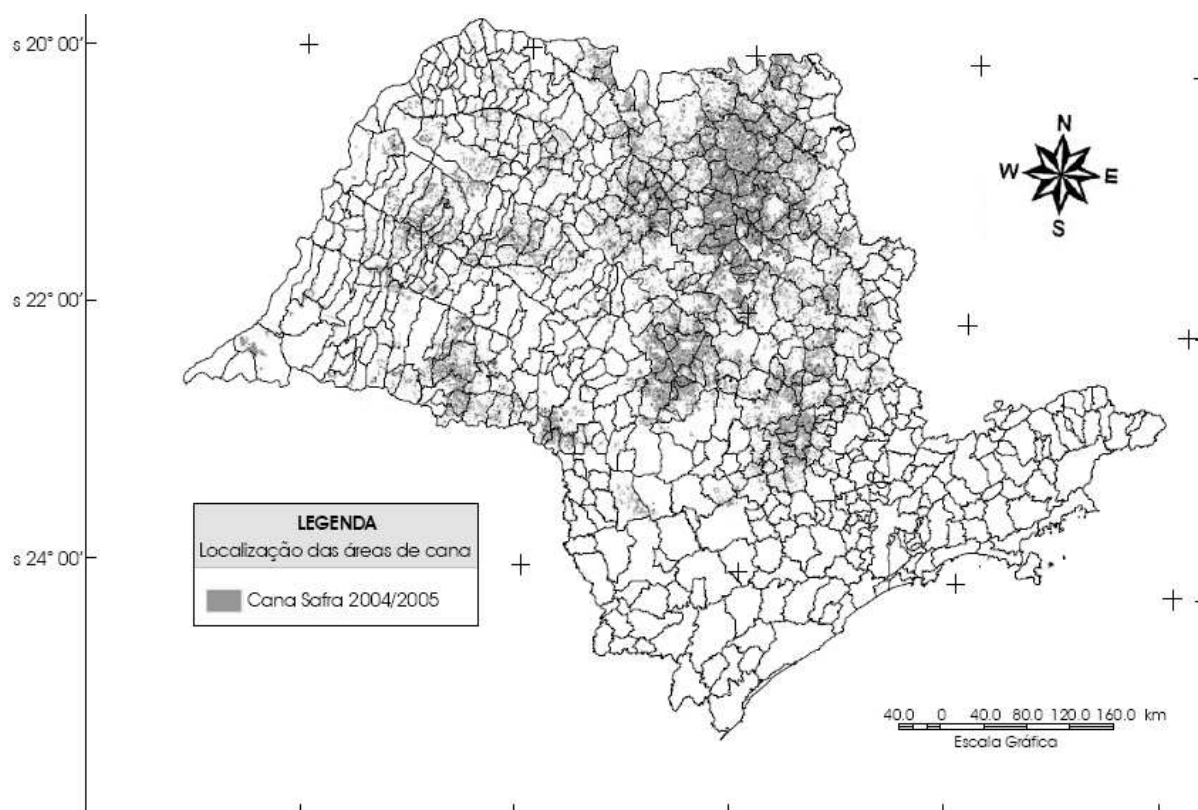 s 20° 00'
N
W E
S
s 22° 00'
LEGENDA
Localização das áreas de cana
Cana Safra 2004/2005
s 24° 00'
40.0 0 40.0 80.0 120.0 160.0 km
Escala Gráfica